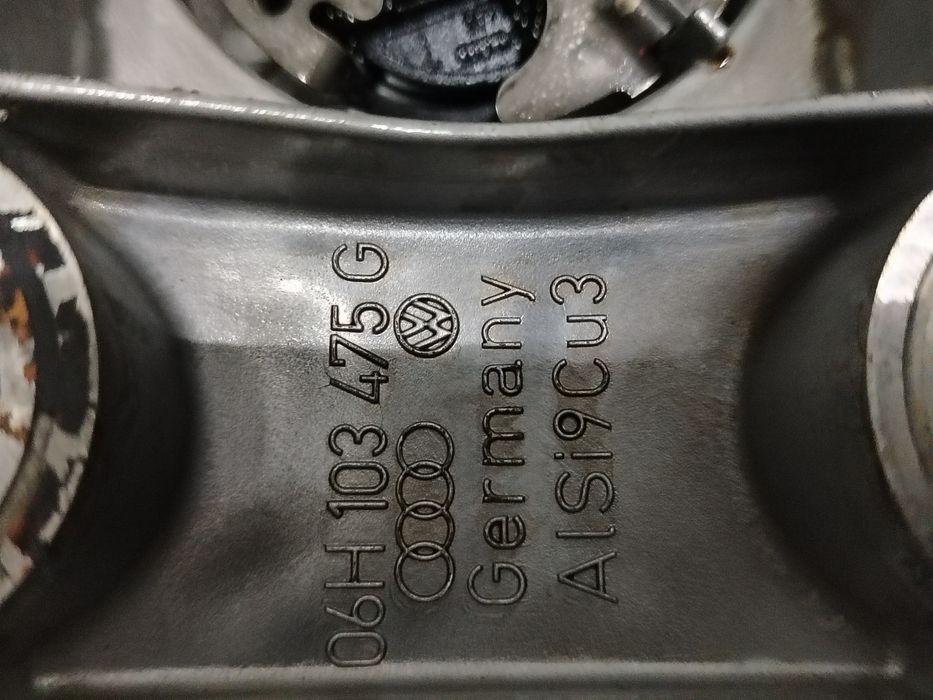 06H 103 475 G
Germany
AlSi9Cu3